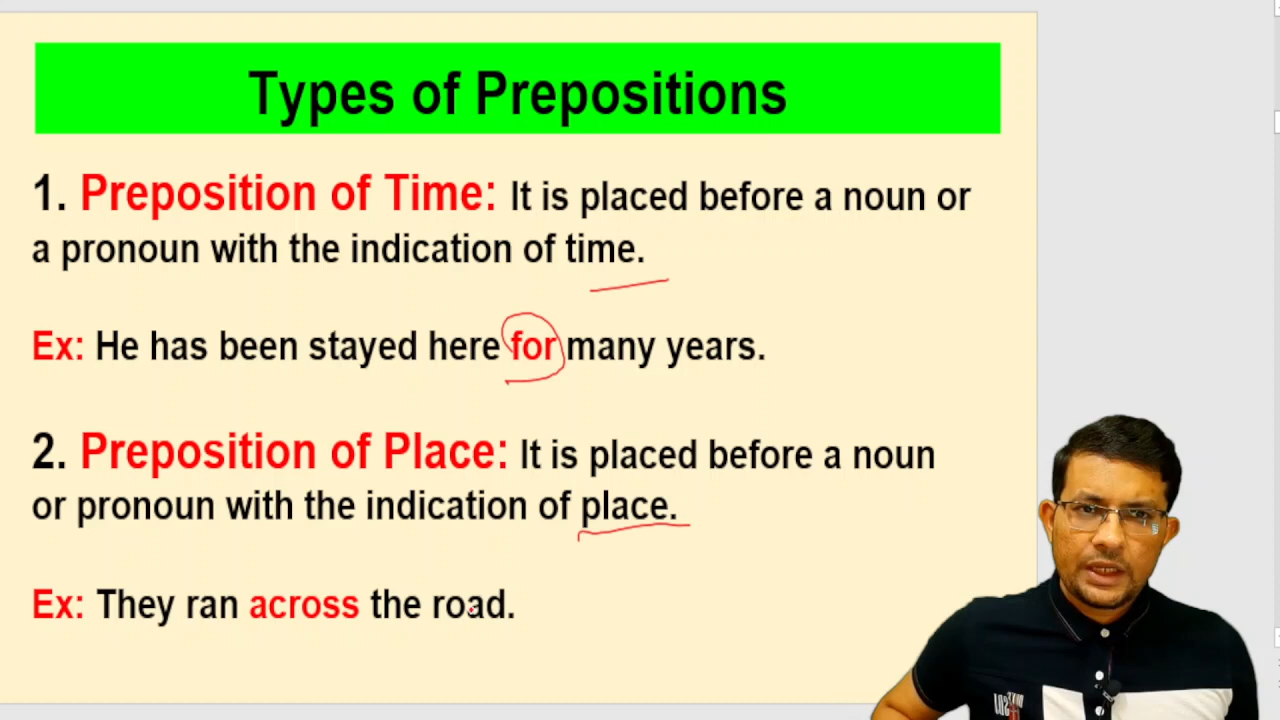 Types of Prepositions
1. Preposition of Time: It is placed before a noun or
a pronoun with the indication of time.
Ex: He has been stayed here for many years.
2. Preposition of Place: It is placed before a noun
or pronoun with the indication of place.
Ex: They ran across the road.